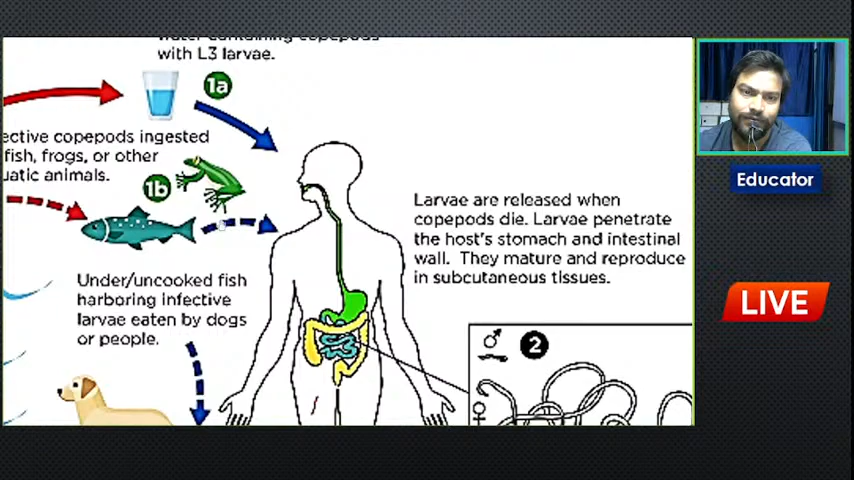 with L3 larvae.
1a
ective copepods ingested
fish, frogs, or other
uatic animals.
1b
Educator
Larvae are released when
copepods die. Larvae penetrate
the host's stomach and intestinal
wall. They mature and reproduce
in subcutaneous tissues.
Under/uncooked fish
harboring infective
larvae eaten by dogs
or people.
LIVE
2